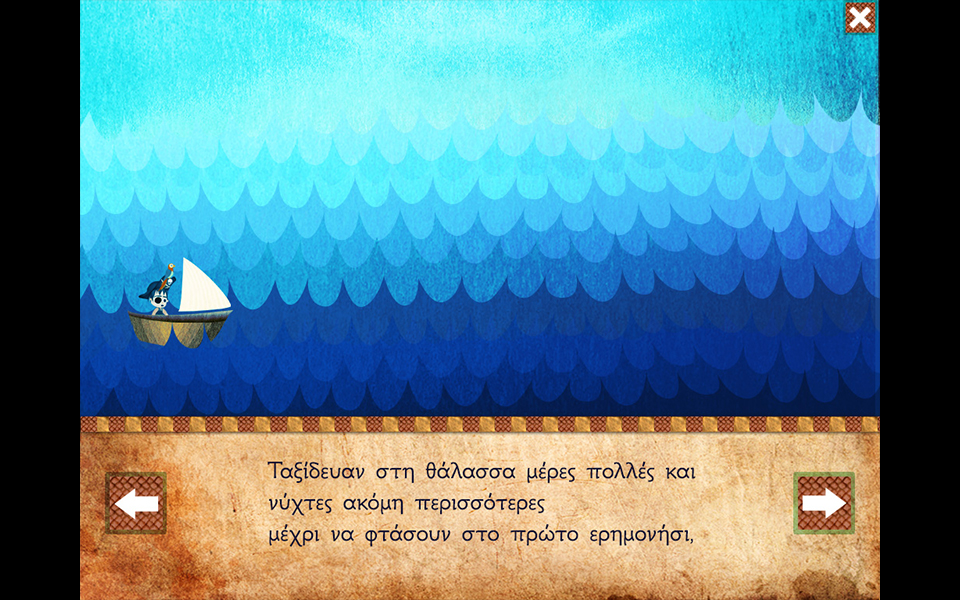 Ταξίδευαν στη θάλασσα μέρες πολλές και
νύχτες ακόμη περισσότερες
μέχρι να φτάσουν στο πρώτο ερημονήσι,